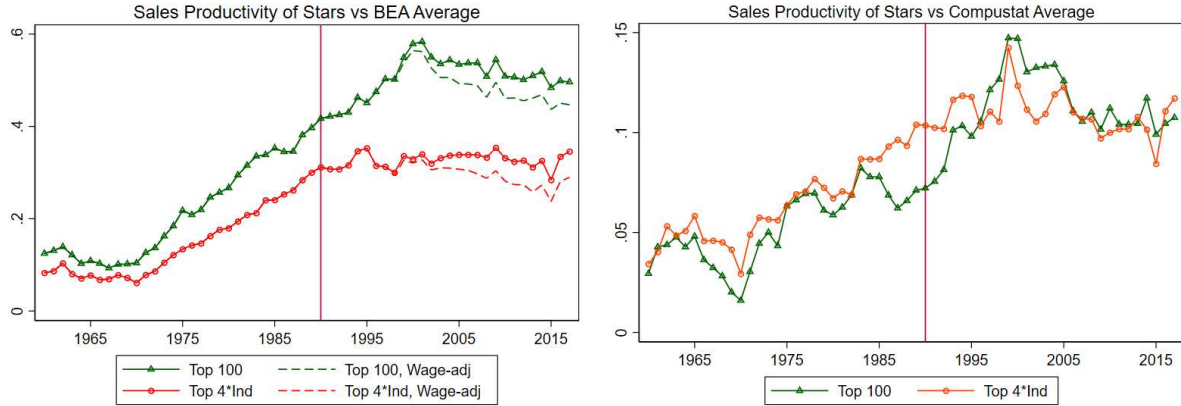 Sales Productivity of Stars vs BEA Average
.6
.4
.2
0
1965 1975 1985 1995 2005 2015
Top 100 Top 100, Wage-adj
Top 4*Ind Top 4*Ind, Wage-adj
Sales Productivity of Stars vs Compustat Average
.15
.1
.05
0
1965 1975 1985 1995 2005 2015
Top 100 Top 4*Ind